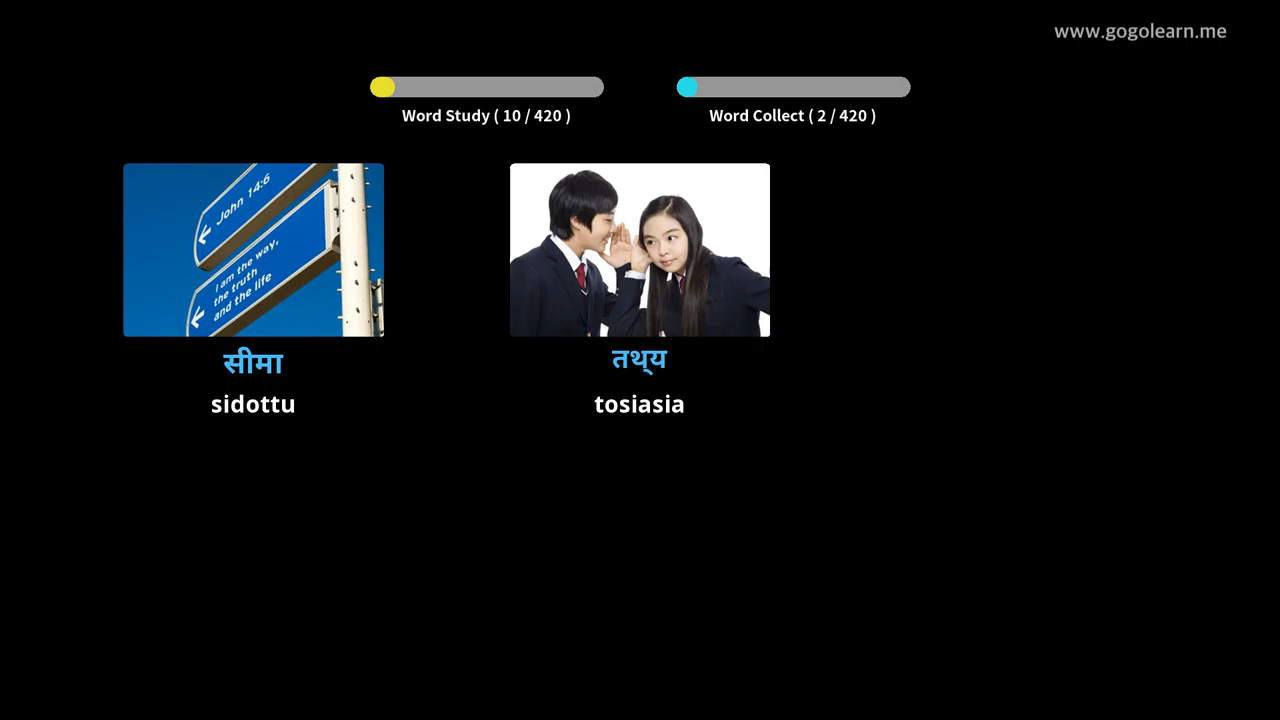 www.gogolearn.me
Word Study ( 10 / 420 )
Word Collect ( 2 / 420 )
John 14:6
I am the way,
the truth
and the life
सीमा
तथ्य
sidottu
tosiasia